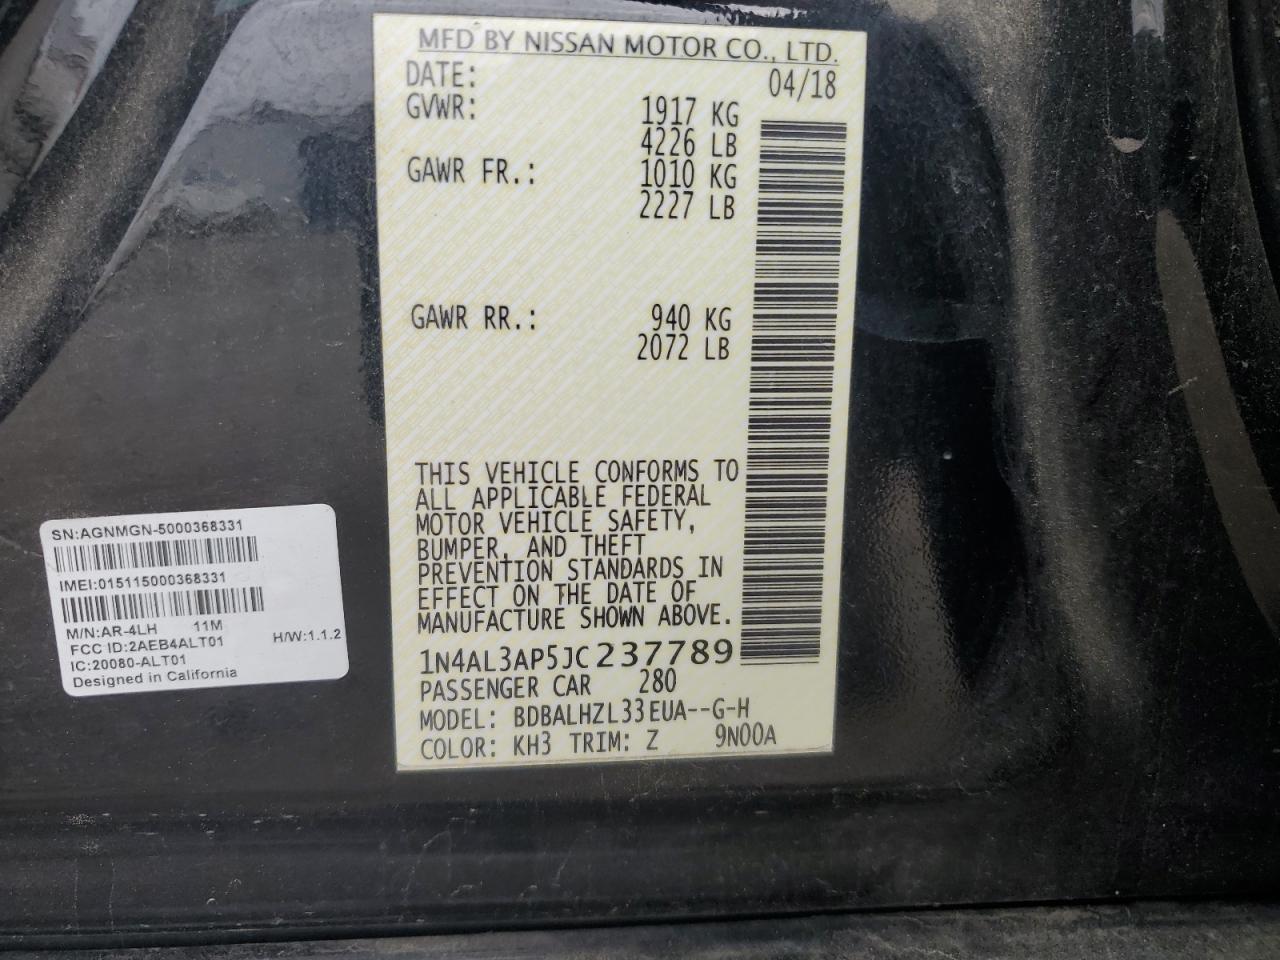 MFD BY NISSAN MOTOR CO., LTD.
DATE: 04/18
GVWR: 1917 KG
4226 LB
GAWR FR.: 1010 KG
2227 LB
GAWR RR.: 940 KG
2072 LB
THIS VEHICLE CONFORMS TO
ALL APPLICABLE FEDERAL
MOTOR VEHICLE SAFETY,
BUMPER, AND THEFT
PREVENTION STANDARDS IN
EFFECT ON THE DATE OF
MANUFACTURE SHOWN ABOVE.
1N4AL3AP5JC237789
PASSENGER CAR 280
MODEL: BDBALHZL33EUA--G-H
COLOR: KH3 TRIM: Z 9N00A
SN:AGNMGN-5000368331
IMEI:015115000368331
M/N:AR-4LH 11M
FCC ID:2AEB4ALT01 H/W:1.1.2
IC:20080-ALT01
Designed in California